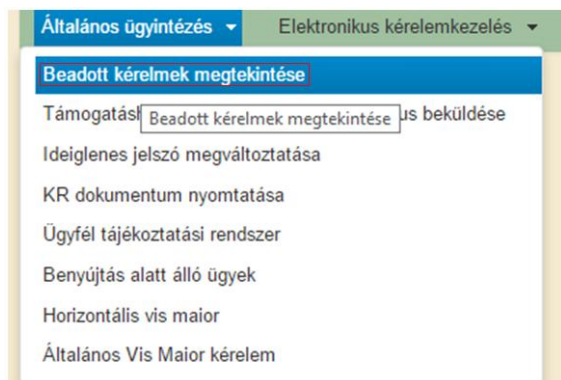 Általános ügyintézés Elektronikus kérelemkezelés
Beadott kérelmek megtekintése
Beadott kérelmek megtekintése us beküldése
Ideiglenes jelszó megváltoztatása
KR dokumentum nyomtatása
Ügyfél tájékoztatási rendszer
Benyújtás alatt álló ügyek
Horizontális vis maior
Általános Vis Maior kérelem